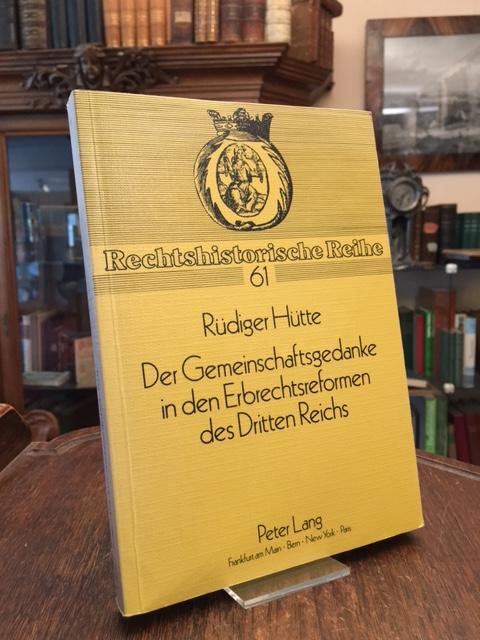 Rechtshistorische Reihe
61
Rüdiger Hütte
Der Gemeinschaftsgedanke
in den Erbrechtsreformen
des Dritten Reichs
Peter Lang
Frankfurt am Main · Bern · New York · Paris